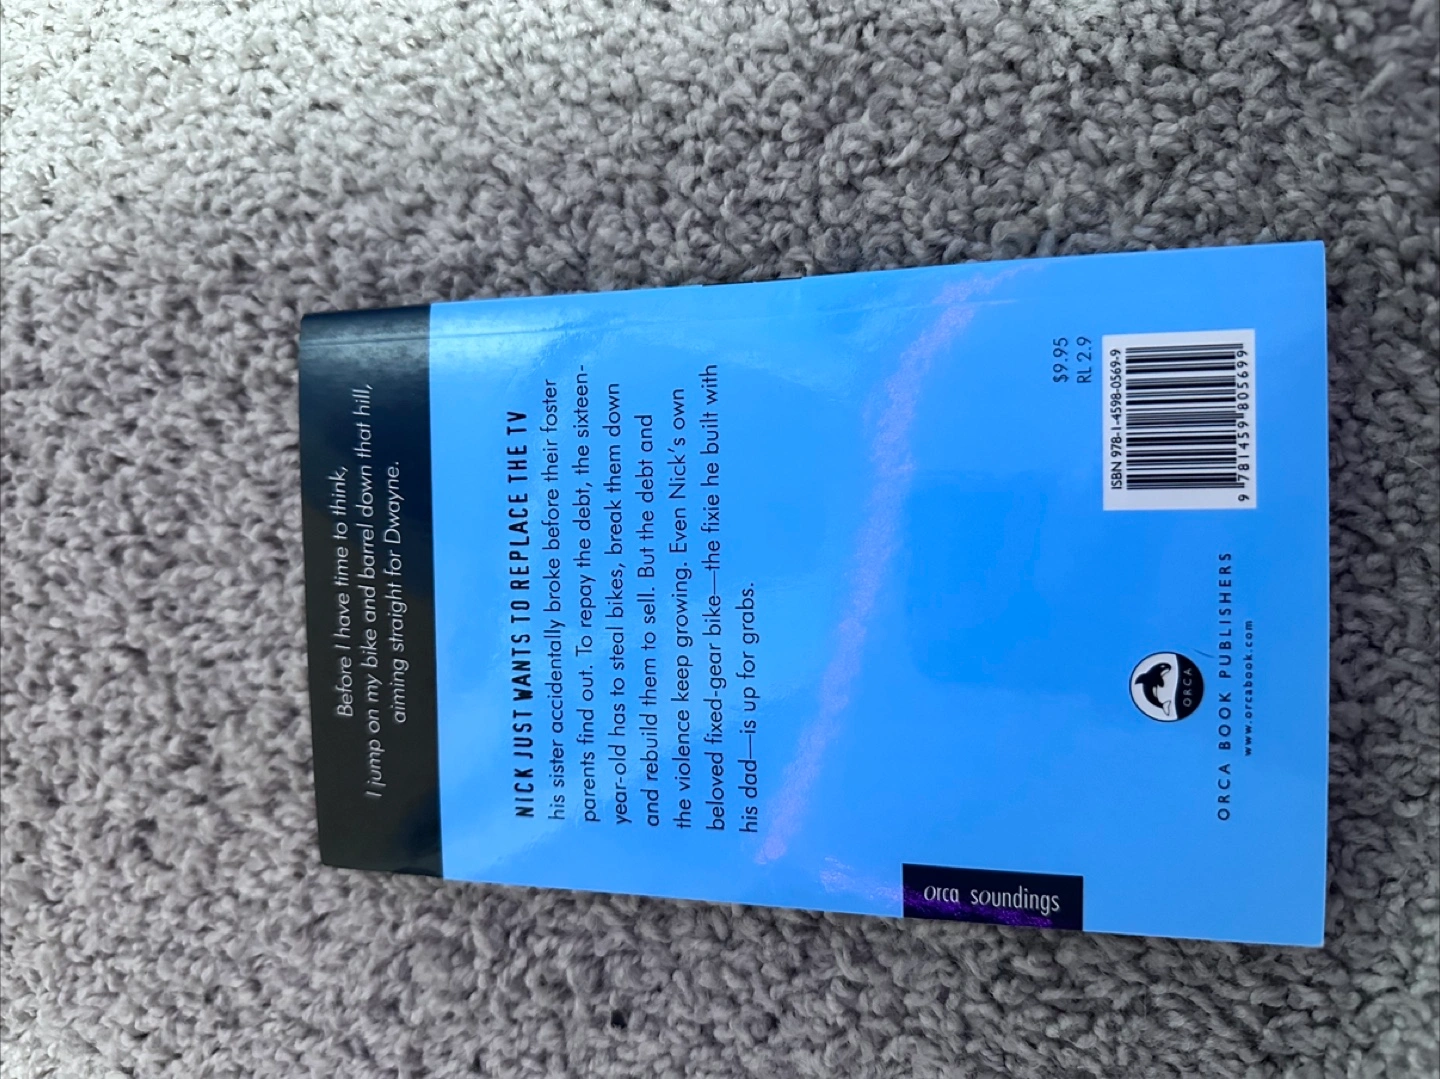 Before I have time to think,
I jump on my bike and barrel down that hill,
aiming straight for Dwayne.
NICK JUST WANTS TO REPLACE THE TV
his sister accidentally broke before their foster
parents find out. To repay the debt, the sixteen-
year-old has to steal bikes, break them down
and rebuild them to sell. But the debt and
the violence keep growing. Even Nick's own
beloved fixed-gear bike—the fixie he built with
his dad—is up for grabs.
orca soundings
$9.95
RL 2.9
ISBN 978-1-4598-0569-9
9 781459 805699
ORCA
ORCA BOOK PUBLISHERS
www.orcabook.com